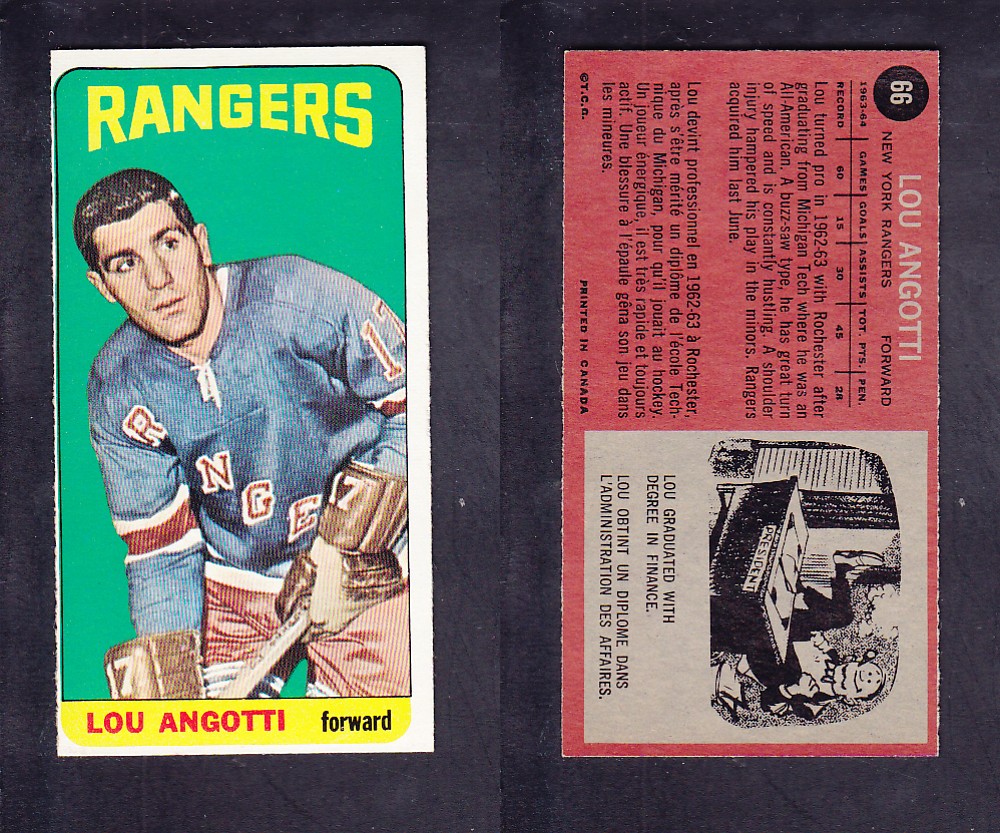 RANGERS
17
R
N G E
7
7
LOU ANGOTTI forward
66
LOU ANGOTTI
NEW YORK RANGERS FORWARD
1963-64 GAMES GOALS ASSISTS TOT. PTS. PEN.
RECORD 60 15 30 45 28
Lou turned pro in 1962-63 with Rochester after
graduating from Michigan Tech where he was an
All-American. A buzz-saw type, he has great turn
of speed and is constantly hustling. A shoulder
injury hampered his play in the minors. Rangers
acquired him last June.
Lou devint professionnel en 1962-63 à Rochester,
après s'être mérité un diplôme de l'école Tech-
nique du Michigan, pour qu'il jouait au hockey.
Un joueur énergique, il est très rapide et toujours
actif. Une blessure à l'épaule gêna son jeu dans
les mineures.
©T.C.G. PRINTED IN CANADA
PRESIDENT
LOU GRADUATED WITH
DEGREE IN FINANCE.
LOU OBTINT UN DIPLOME DANS
L'ADMINISTRATION DES AFFAIRES.